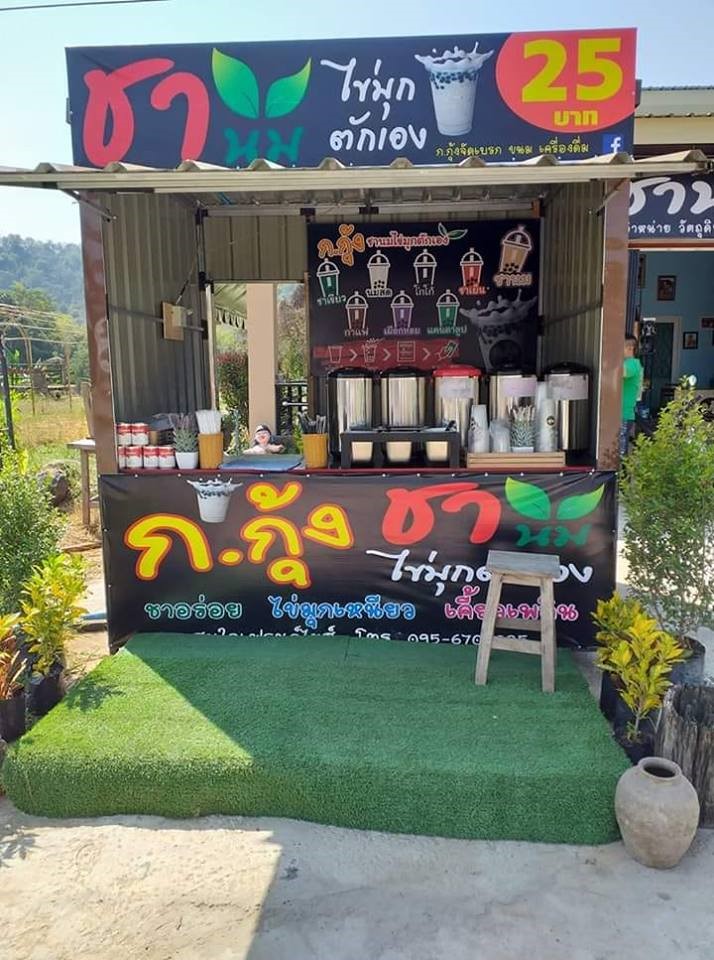 ชา นม
ไข่มุก
ตักเอง
25
บาท
ก.กุ้งจัดเบรก ขนม เครื่องดื่ม
ก.กุ้ง ชานมไข่มุกตักเอง
ชาเขียว นมสด โกโก้ ชาเย็น ชานม
กาแฟ เผือกหอม แคนตาลูป
ก.กุ้ง ชา นม
ไข่มุก
ชาอร่อย ไข่มุกเหนียว
โทร 095-670